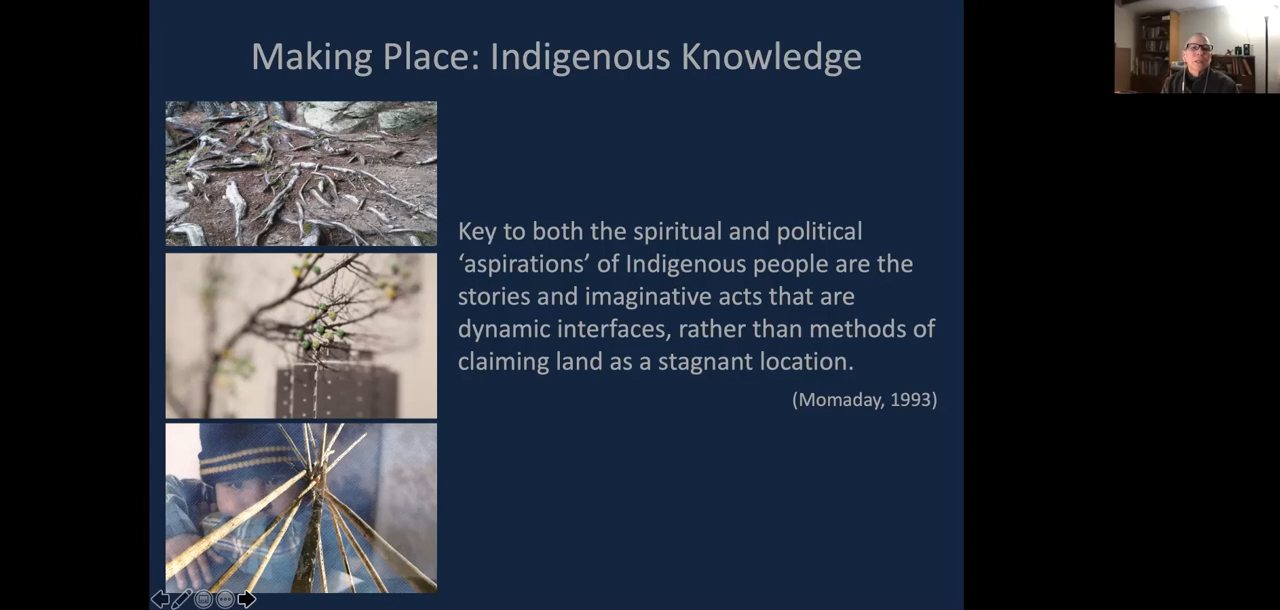 Making Place: Indigenous Knowledge
Key to both the spiritual and political
‘aspirations’ of Indigenous people are the
stories and imaginative acts that are
dynamic interfaces, rather than methods of
claiming land as a stagnant location.
(Momaday, 1993)